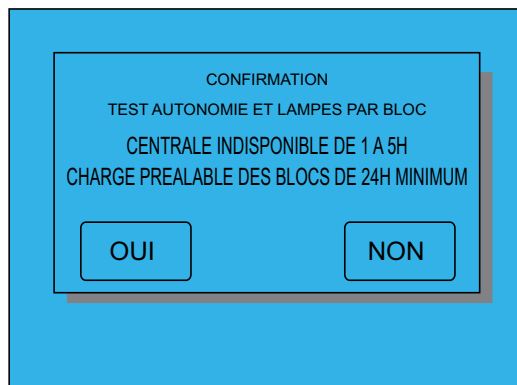 CONFIRMATION
TEST AUTONOMIE ET LAMPES PAR BLOC
CENTRALE INDISPONIBLE DE 1 A 5H
CHARGE PREALABLE DES BLOCS DE 24H MINIMUM
OUI NON